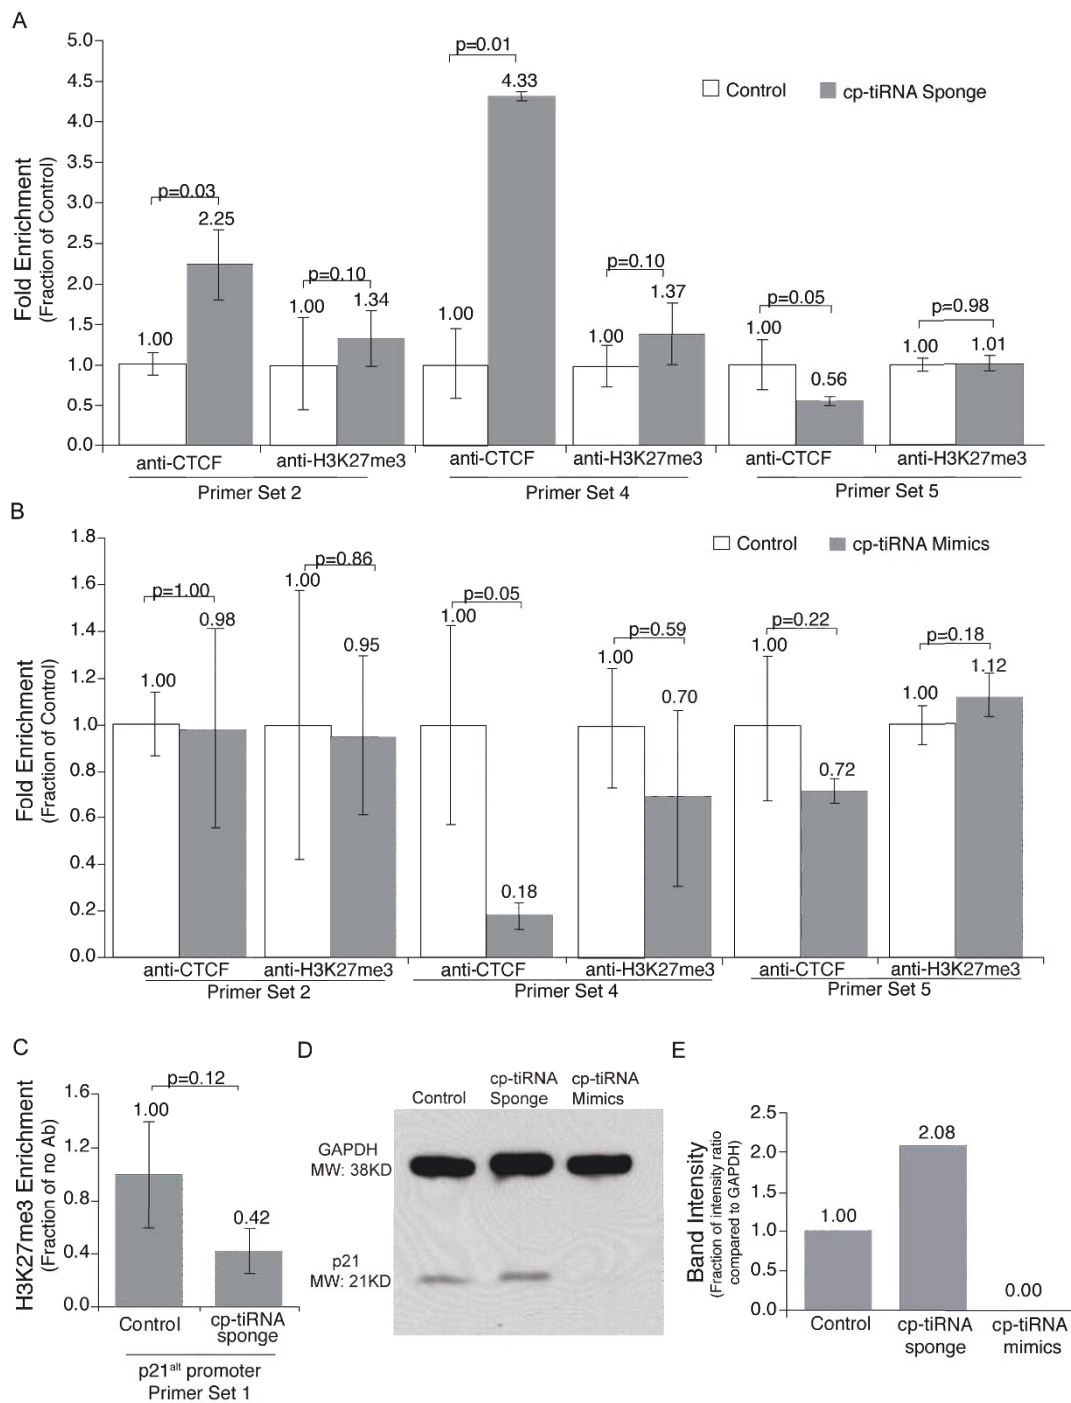 A
5.0
4.5
4.0
3.5
3.0
2.5
2.0
1.5
1.0
0.5
0.0
Fold Enrichment
(Fraction of Control)
Control
cp-tiRNA Sponge
p=0.03
1.00
2.25
p=0.10
1.00
1.34
p=0.01
1.00
4.33
p=0.10
1.00
1.37
p=0.05
1.00
0.56
p=0.98
1.00
1.01
anti-CTCF
anti-H3K27me3
anti-CTCF
anti-H3K27me3
anti-CTCF
anti-H3K27me3
Primer Set 2
Primer Set 4
Primer Set 5
B
1.8
1.6
1.4
1.2
1.0
0.8
0.6
0.4
0.2
0.0
Fold Enrichment
(Fraction of Control)
Control
cp-tiRNA Mimics
p=1.00
1.00
0.98
p=0.86
1.00
0.95
p=0.05
1.00
0.18
p=0.59
1.00
0.70
p=0.22
1.00
0.72
p=0.18
1.00
1.12
anti-CTCF
anti-H3K27me3
anti-CTCF
anti-H3K27me3
anti-CTCF
anti-H3K27me3
Primer Set 2
Primer Set 4
Primer Set 5
C
H3K27me3 Enrichment
(Fraction of no Ab)
1.6
1.2
0.8
0.4
0.0
p=0.12
1.00
0.42
Control
cp-tiRNA
sponge
p21alt promoter
Primer Set 1
D
Control
cp-tiRNA
Sponge
cp-tiRNA
Mimics
GAPDH
MW: 38KD
p21
MW: 21KD
E
Band Intensity
(Fraction of intensity ratio
compared to GAPDH)
2.5
2.0
1.5
1.0
0.5
0.0
1.00
2.08
0.00
Control
cp-tiRNA
sponge
cp-tiRNA
mimics